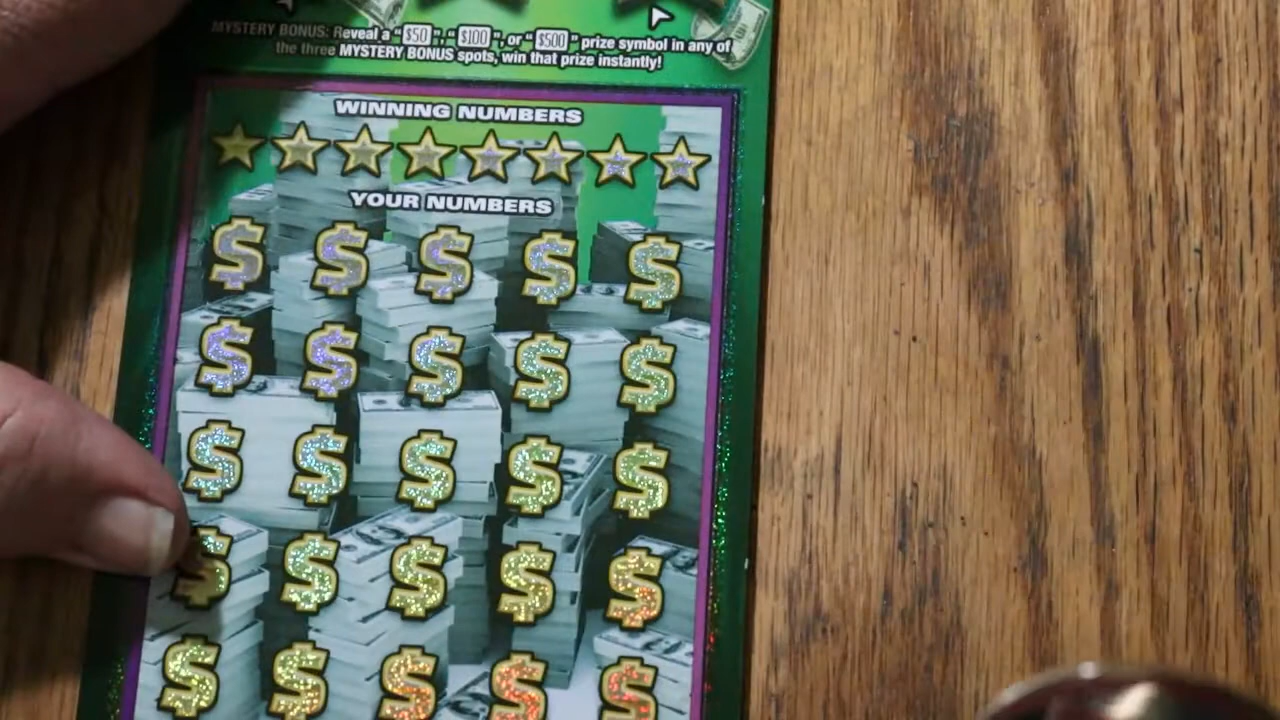 MYSTERY BONUS: Reveal a "$50", "$100", or "$500" prize symbol in any of
the three MYSTERY BONUS spots, win that prize instantly!
WINNING NUMBERS
YOUR NUMBERS